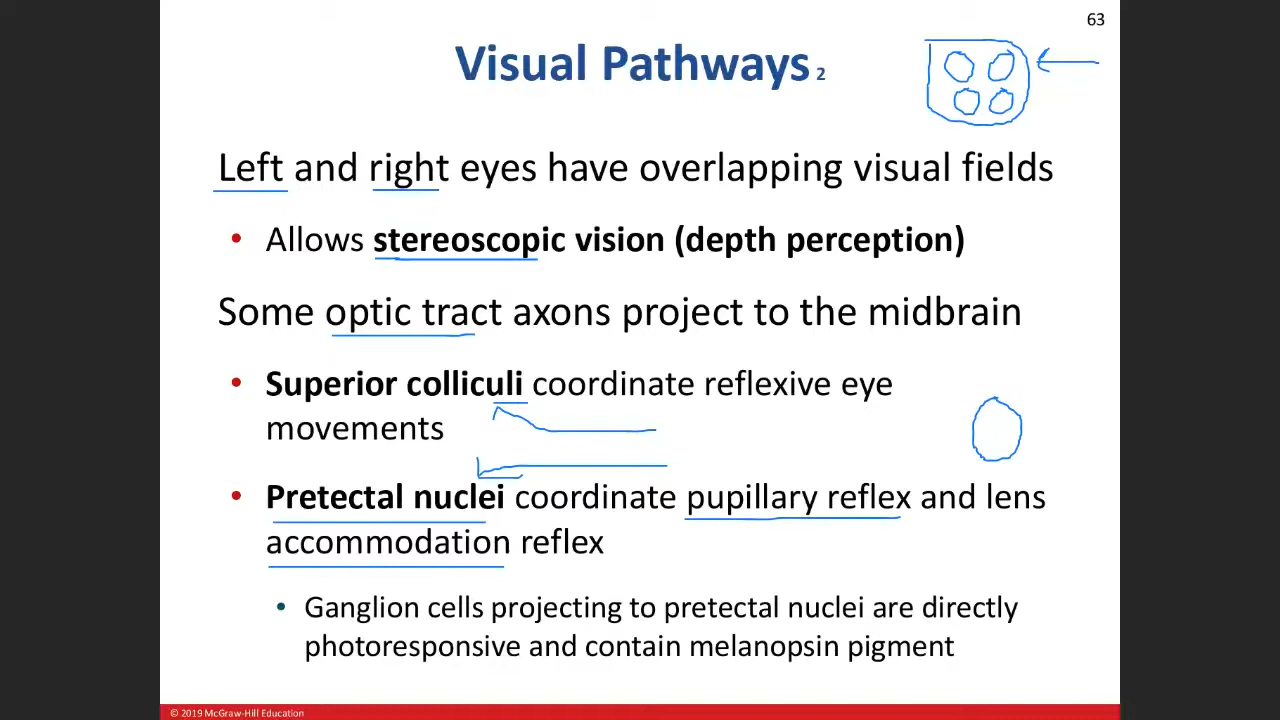 63
Visual Pathways 2
Left and right eyes have overlapping visual fields
• Allows stereoscopic vision (depth perception)
Some optic tract axons project to the midbrain
• Superior colliculi coordinate reflexive eye
movements
• Pretectal nuclei coordinate pupillary reflex and lens
accommodation reflex
• Ganglion cells projecting to pretectal nuclei are directly
photoresponsive and contain melanopsin pigment
© 2019 McGraw-Hill Education